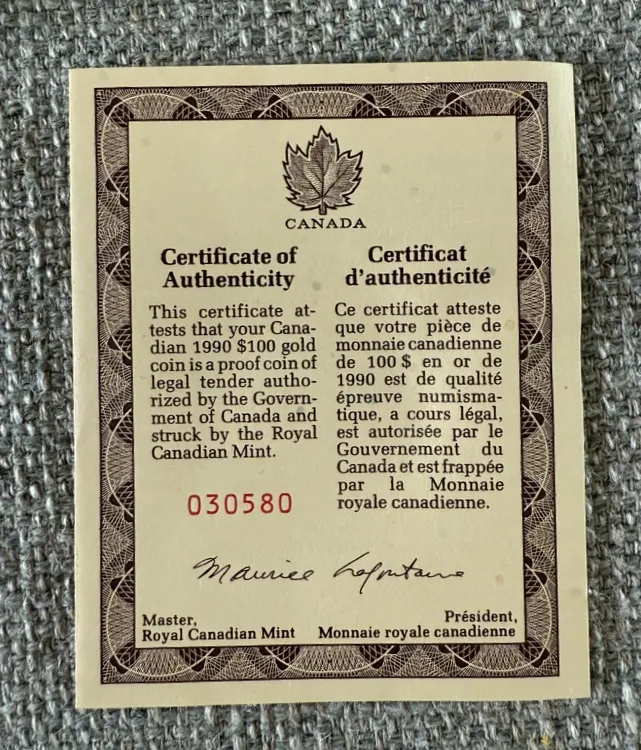 CANADA
Certificate of
Authenticity
This certificate at-
tests that your Cana-
dian 1990 $100 gold
coin is a proof coin of
legal tender autho-
rized by the Govern-
ment of Canada and
struck by the Royal
Canadian Mint.
030580
Certificat
d'authenticité
Ce certificat atteste
que votre pièce de
monnaie canadienne
de 100 $ en or de
1990 est de qualité
épreuve numisma-
tique, a cours légal,
est autorisée par le
Gouvernement du
Canada et est frappée
par la Monnaie
royale canadienne.
Maurice Lafontaine
Master,
Royal Canadian Mint
Président,
Monnaie royale canadienne